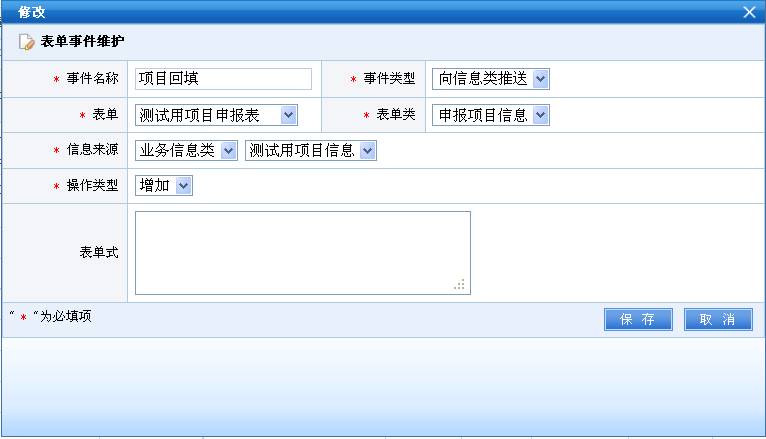 修改
表单事件维护
* 事件名称 项目回填 * 事件类型 向信息类推送
* 表单 测试用项目申报表 * 表单类 申报项目信息
* 信息来源 业务信息类 测试用项目信息
* 操作类型 增加
表单式
“ * “为必填项 保 存 取 消